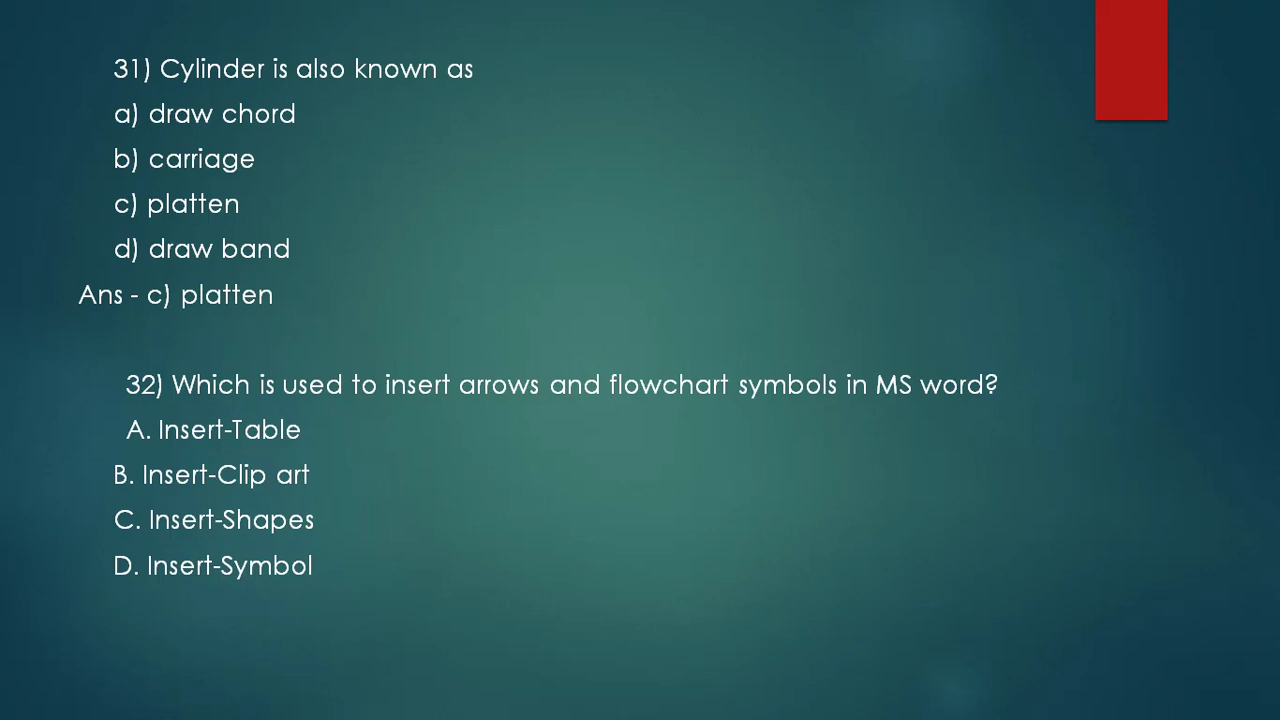 31) Cylinder is also known as
a) draw chord
b) carriage
c) platten
d) draw band
Ans - c) platten
32) Which is used to insert arrows and flowchart symbols in MS word?
A. Insert-Table
B. Insert-Clip art
C. Insert-Shapes
D. Insert-Symbol